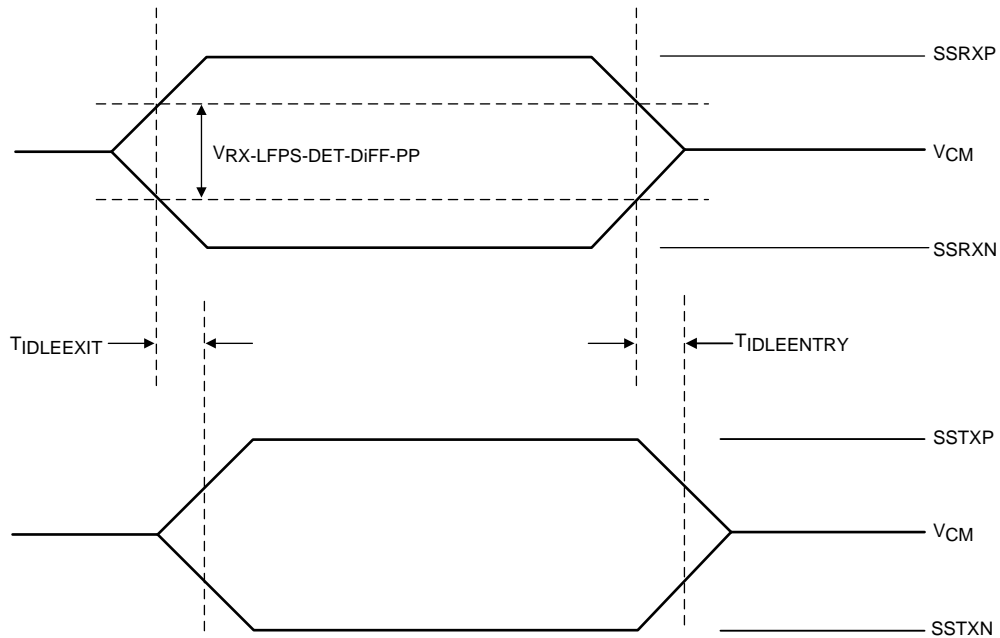 SSRXP
VRX-LFPS-DET-DiFF-PP
VCM
SSRXN
TIDLEEXIT
TIDLEENTRY
SSTXP
VCM
SSTXN